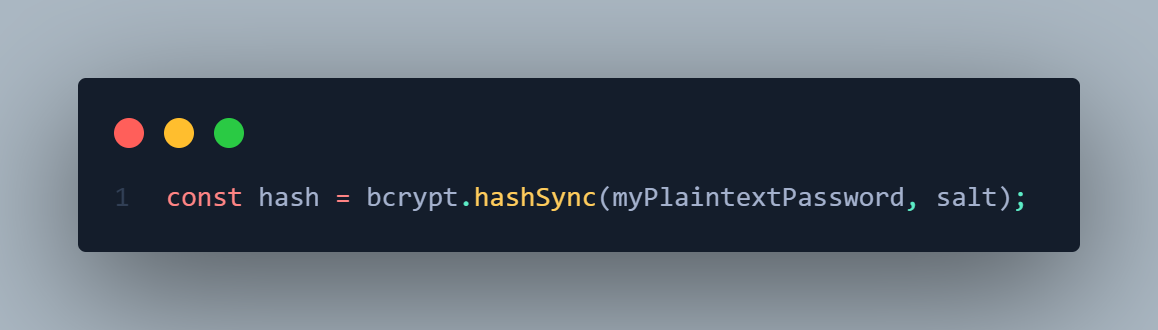 1 const hash = bcrypt.hashSync(myPlaintextPassword, salt);